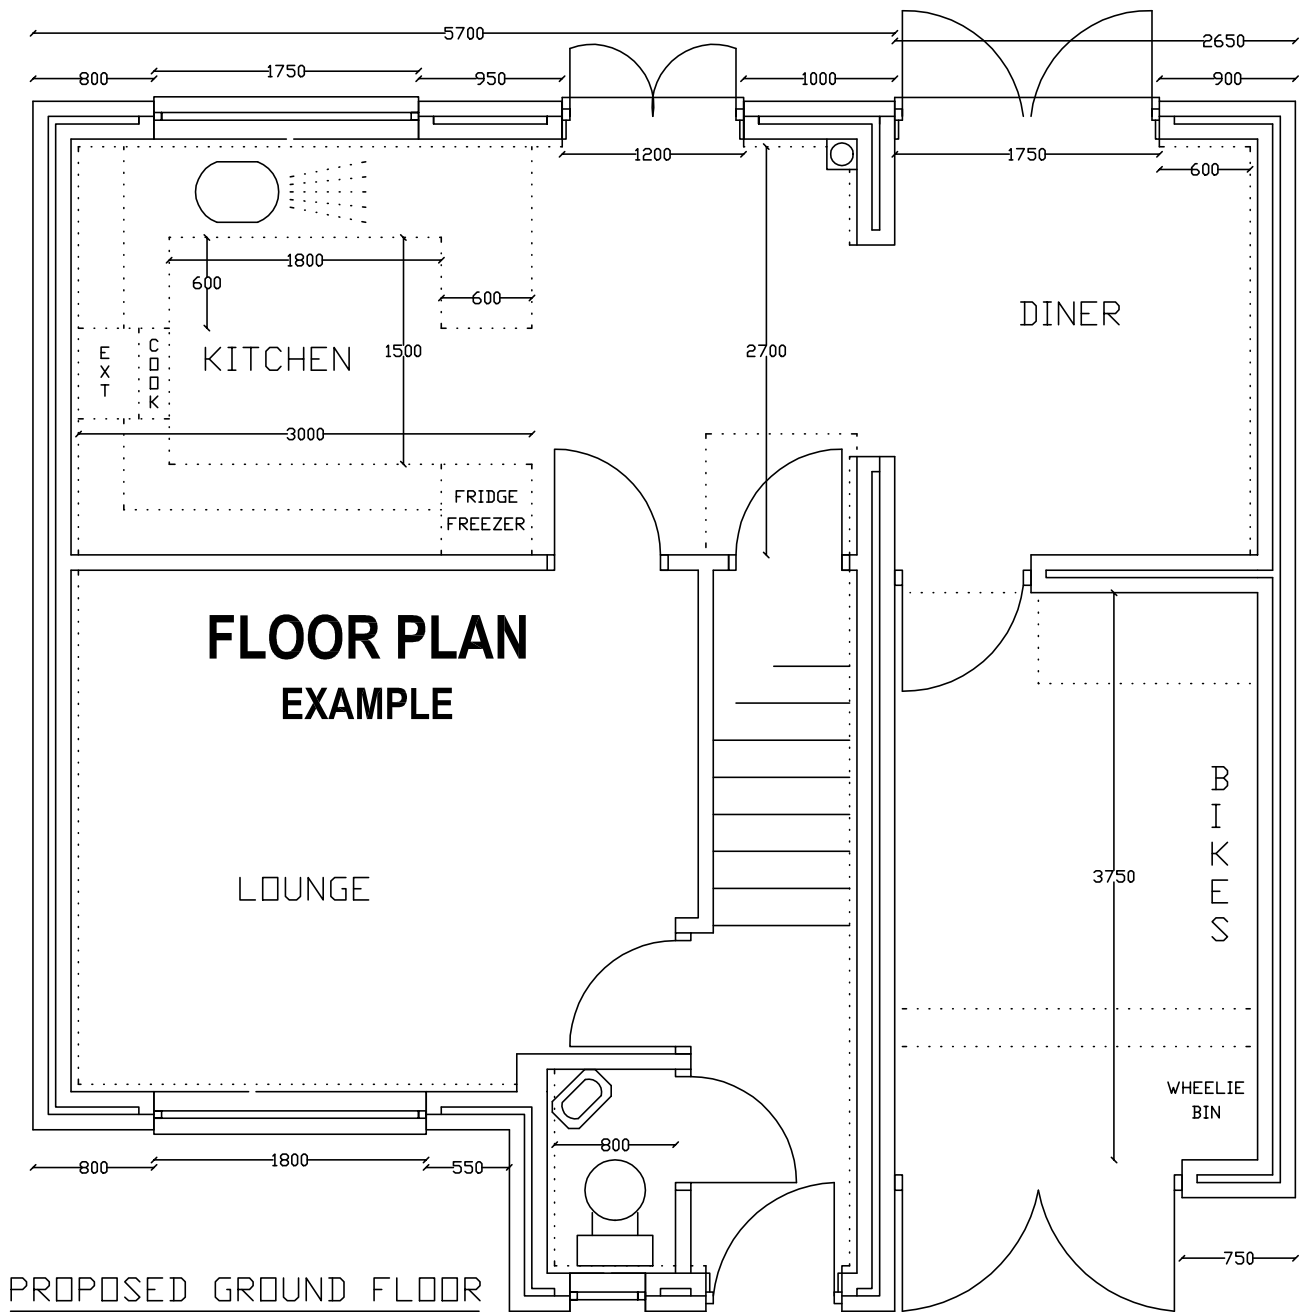 5700
2650
800
1750
950
1000
900
1200
1750
600
1800
600
600
DINER
KITCHEN
1500
2700
EXT
COOK
3000
FRIDGE
FREEZER
FLOOR PLAN
EXAMPLE
BIKES
3750
LOUNGE
WHEELIE
BIN
800
800
1800
550
750
PROPOSED GROUND FLOOR